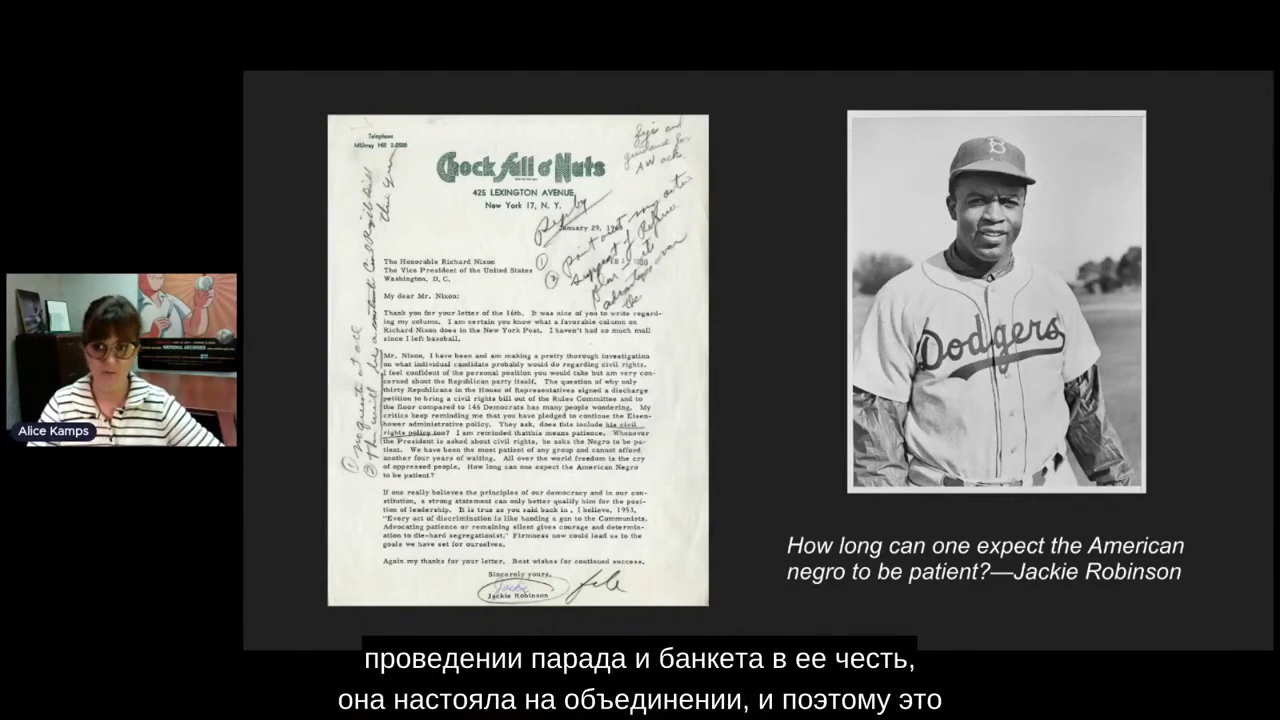 Telephone
MUrray Hill 2-0500
Chock full o' Nuts
425 LEXINGTON AVENUE
New York 17, N. Y.
January 29,
The Honorable Richard Nixon
The Vice President of the United States
Washington, D. C.
My dear Mr. Nixon:
Thank you for your letter of the 16th. It was nice of you to write regard-
ing my column. I am certain you know what a favorable column on
Richard Nixon does in the New York Post. I haven't had so much mail
since I left baseball.
Mr. Nixon, I have been and am making a pretty thorough investigation
on what individual candidate probably would do regarding civil rights.
I feel confident of the personal position you would take but am very con-
cerned about the Republican party itself. The question of why only
thirty Republicans in the House of Representatives signed a discharge
petition to bring a civil rights bill out of the Rules Committee and to
the floor compared to 146 Democrats has many people wondering. My
critics keep reminding me that you have pledged to continue the Eisen-
hower administrative policy. They ask, does this include his civil
rights policy too? I am reminded thatthis means patience. Whenever
the President is asked about civil rights, he asks the Negro to be pa-
tient. We have been the most patient of any group and cannot afford
another four years of waiting. All over the world freedom is the cry
of oppressed people. How long can one expect the American Negro
to be patient?
If one really believes the principles of our democracy and in our con-
stitution, a strong statement can only better qualify him for the posi-
tion of leadership. It is true as you said back in , I believe, 1953,
"Every act of discrimination is like handing a gun to the Communists.
Advocating patience or remaining silent gives courage and determin-
ation to die-hard segregationist." Firmness now could lead us to the
goals we have set for ourselves.
Again my thanks for your letter. Best wishes for continued success.
Sincerely yours,
Jackie
Jackie Robinson
file
B
Dodgers
How long can one expect the American
negro to be patient?—Jackie Robinson
NATIONAL ARCHIVES
Alice Kamps
проведении парада и банкета в ее честь,
она настояла на объединении, и поэтому это